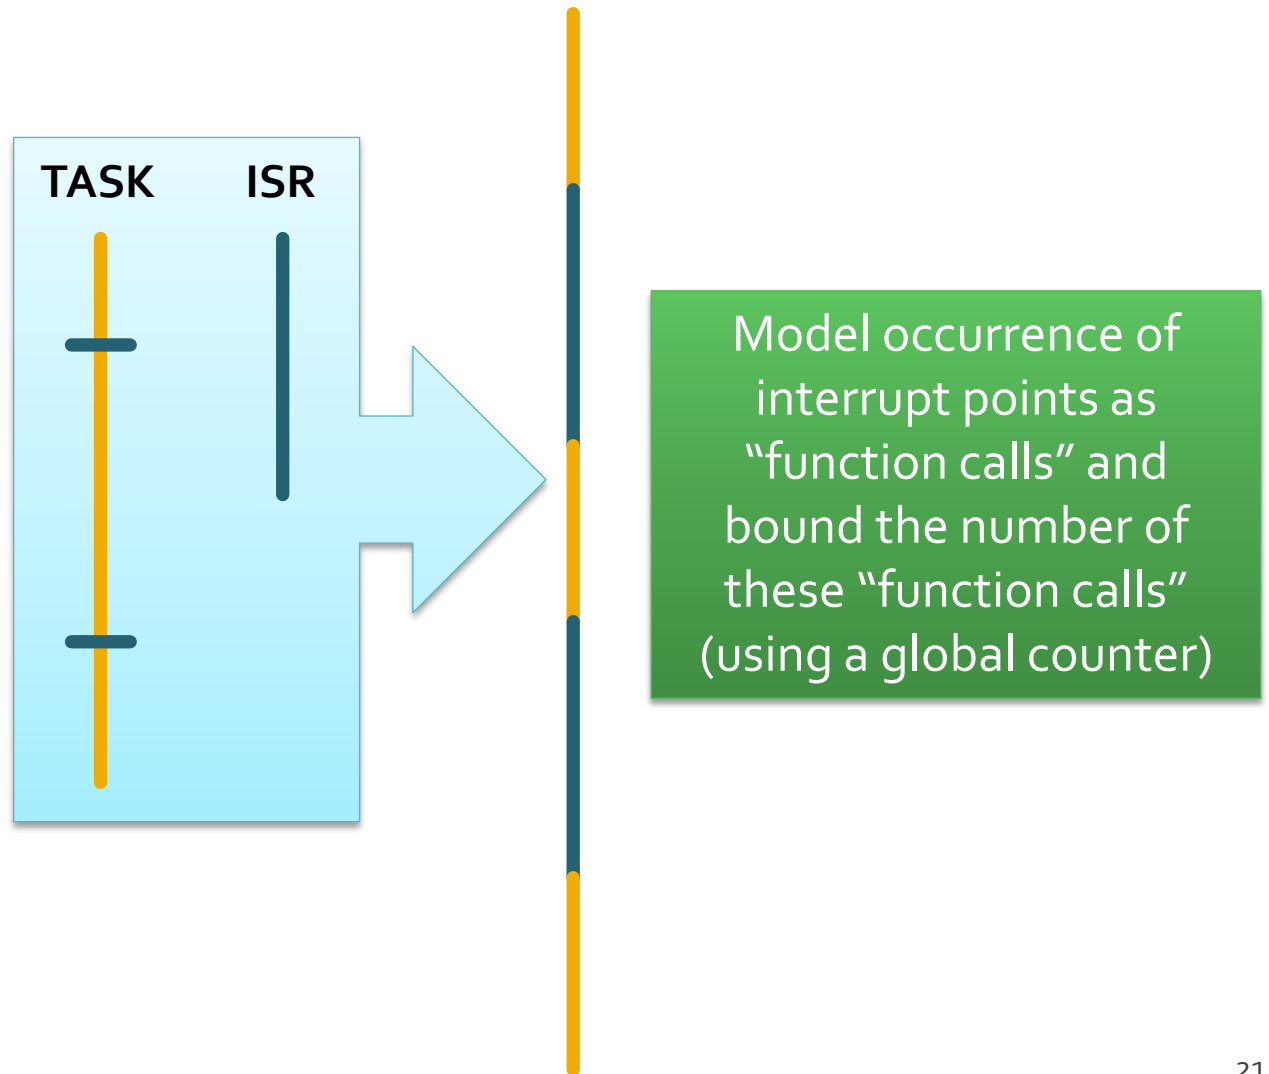 TASK ISR
Model occurrence of
interrupt points as
“function calls” and
bound the number of
these “function calls”
(using a global counter)
21